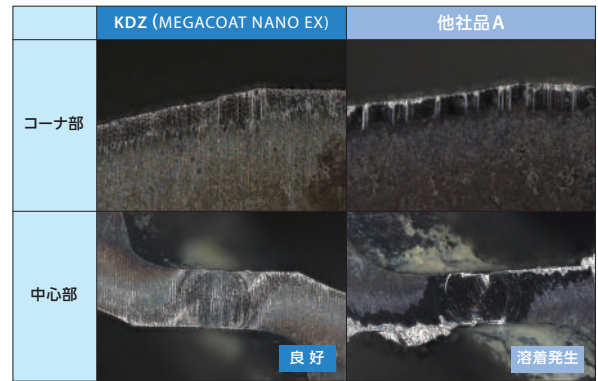 KDZ（MEGACOAT NANO EX)
他社品A
コーナ部
中心部
良 好
溶着発生